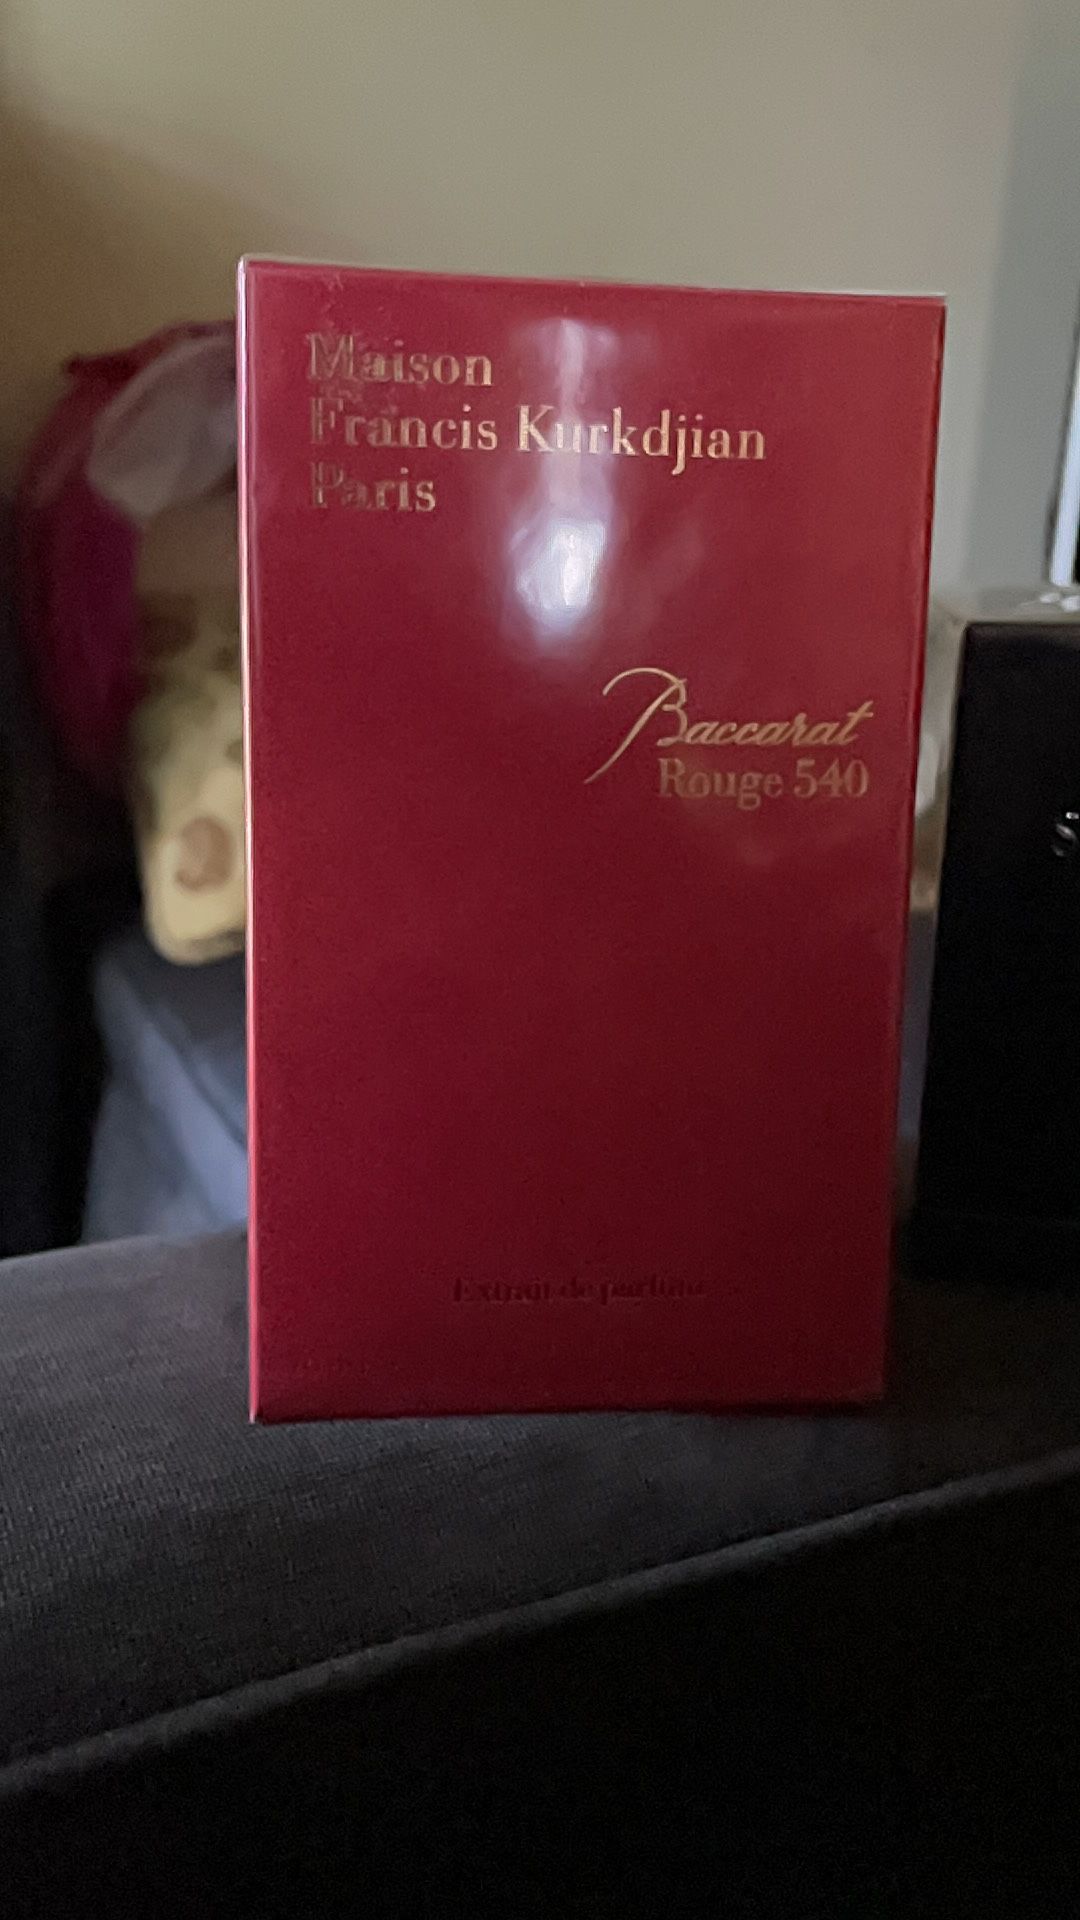 Maison
Francis Kurkdjian
Paris
Baccarat
Rouge 540
Extrait de parfum